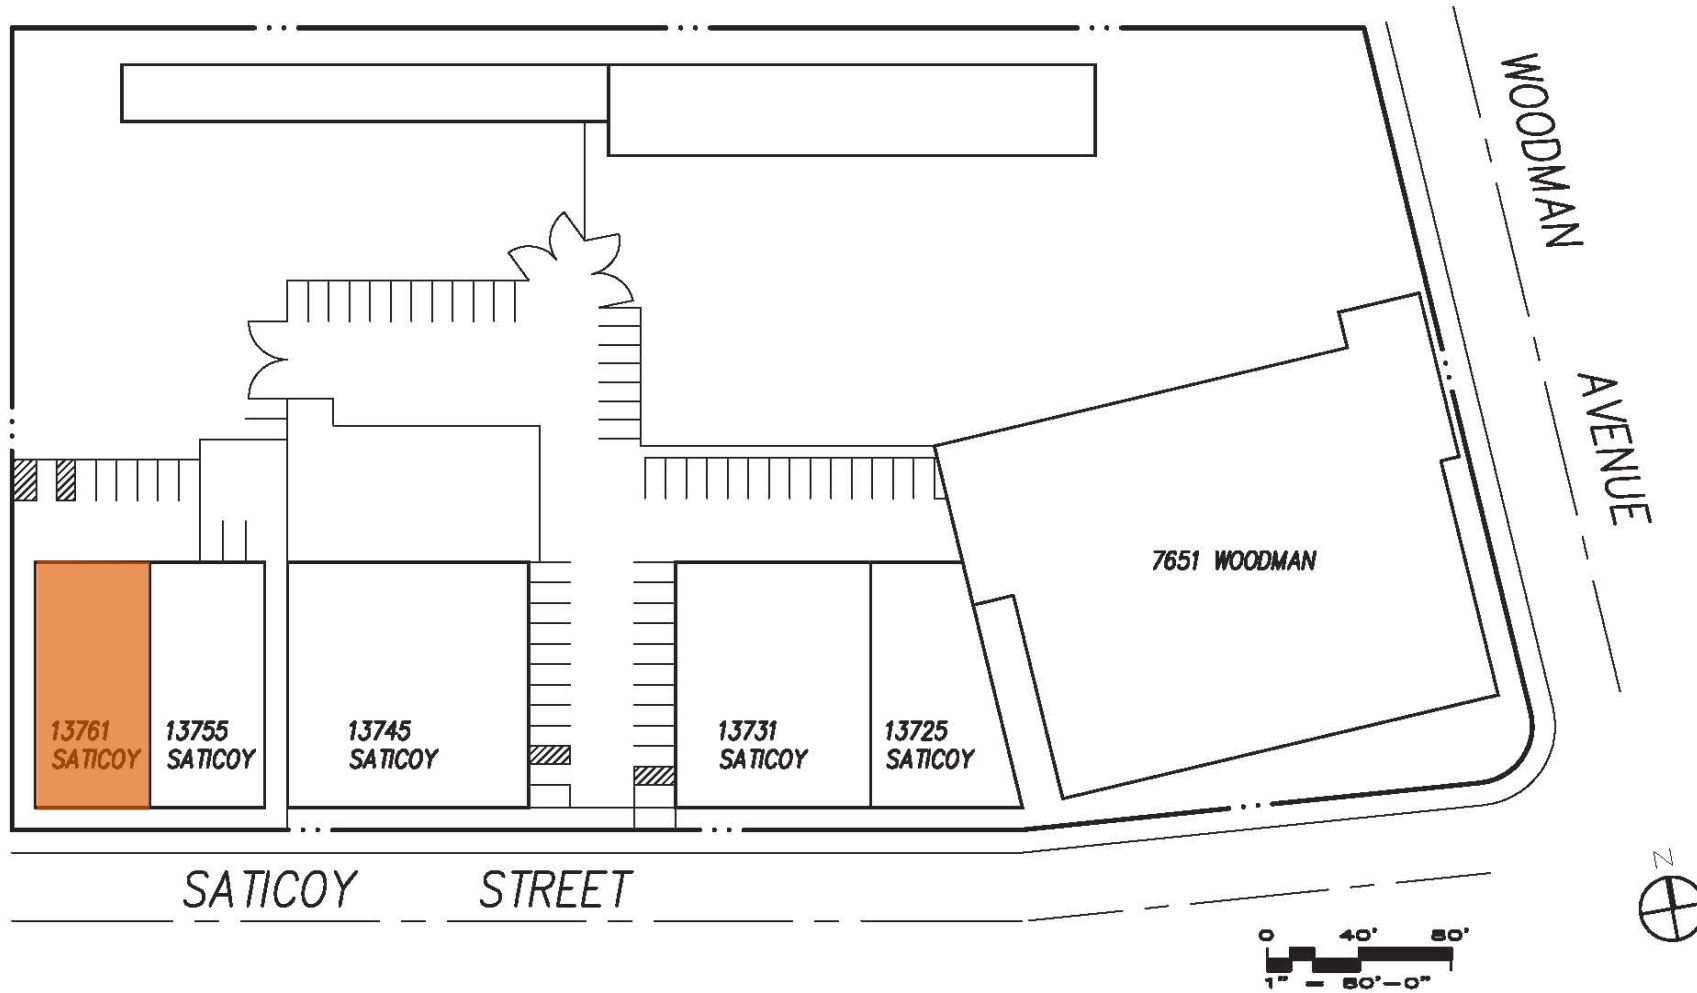 WOODMAN
AVENUE
7651 WOODMAN
13761
SATICOY
13755
SATICOY
13745
SATICOY
13731
SATICOY
13725
SATICOY
SATICOY STREET
N
0 40' 80'
1" = 80'-0"